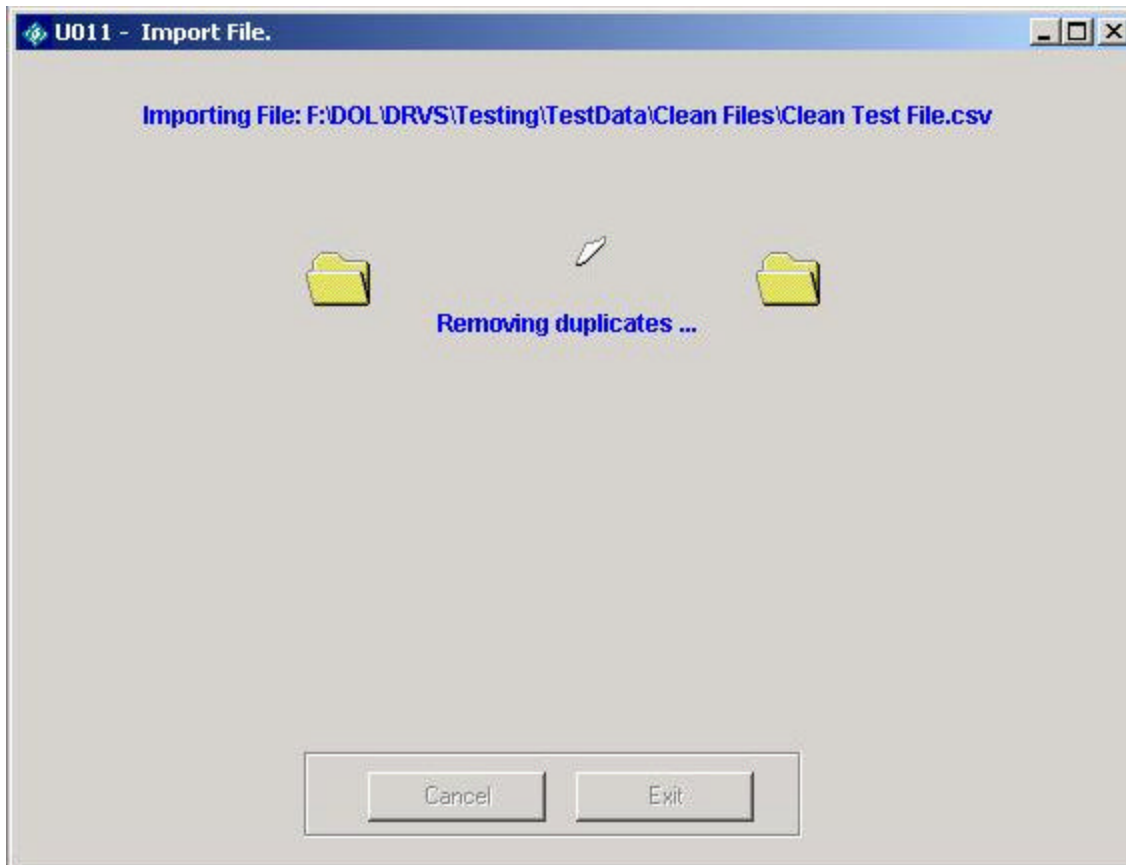 U011 - Import File.
Importing File: F:\DOL\DRVS\Testing\TestData\Clean Files\Clean Test File.csv
Removing duplicates ...
Cancel Exit